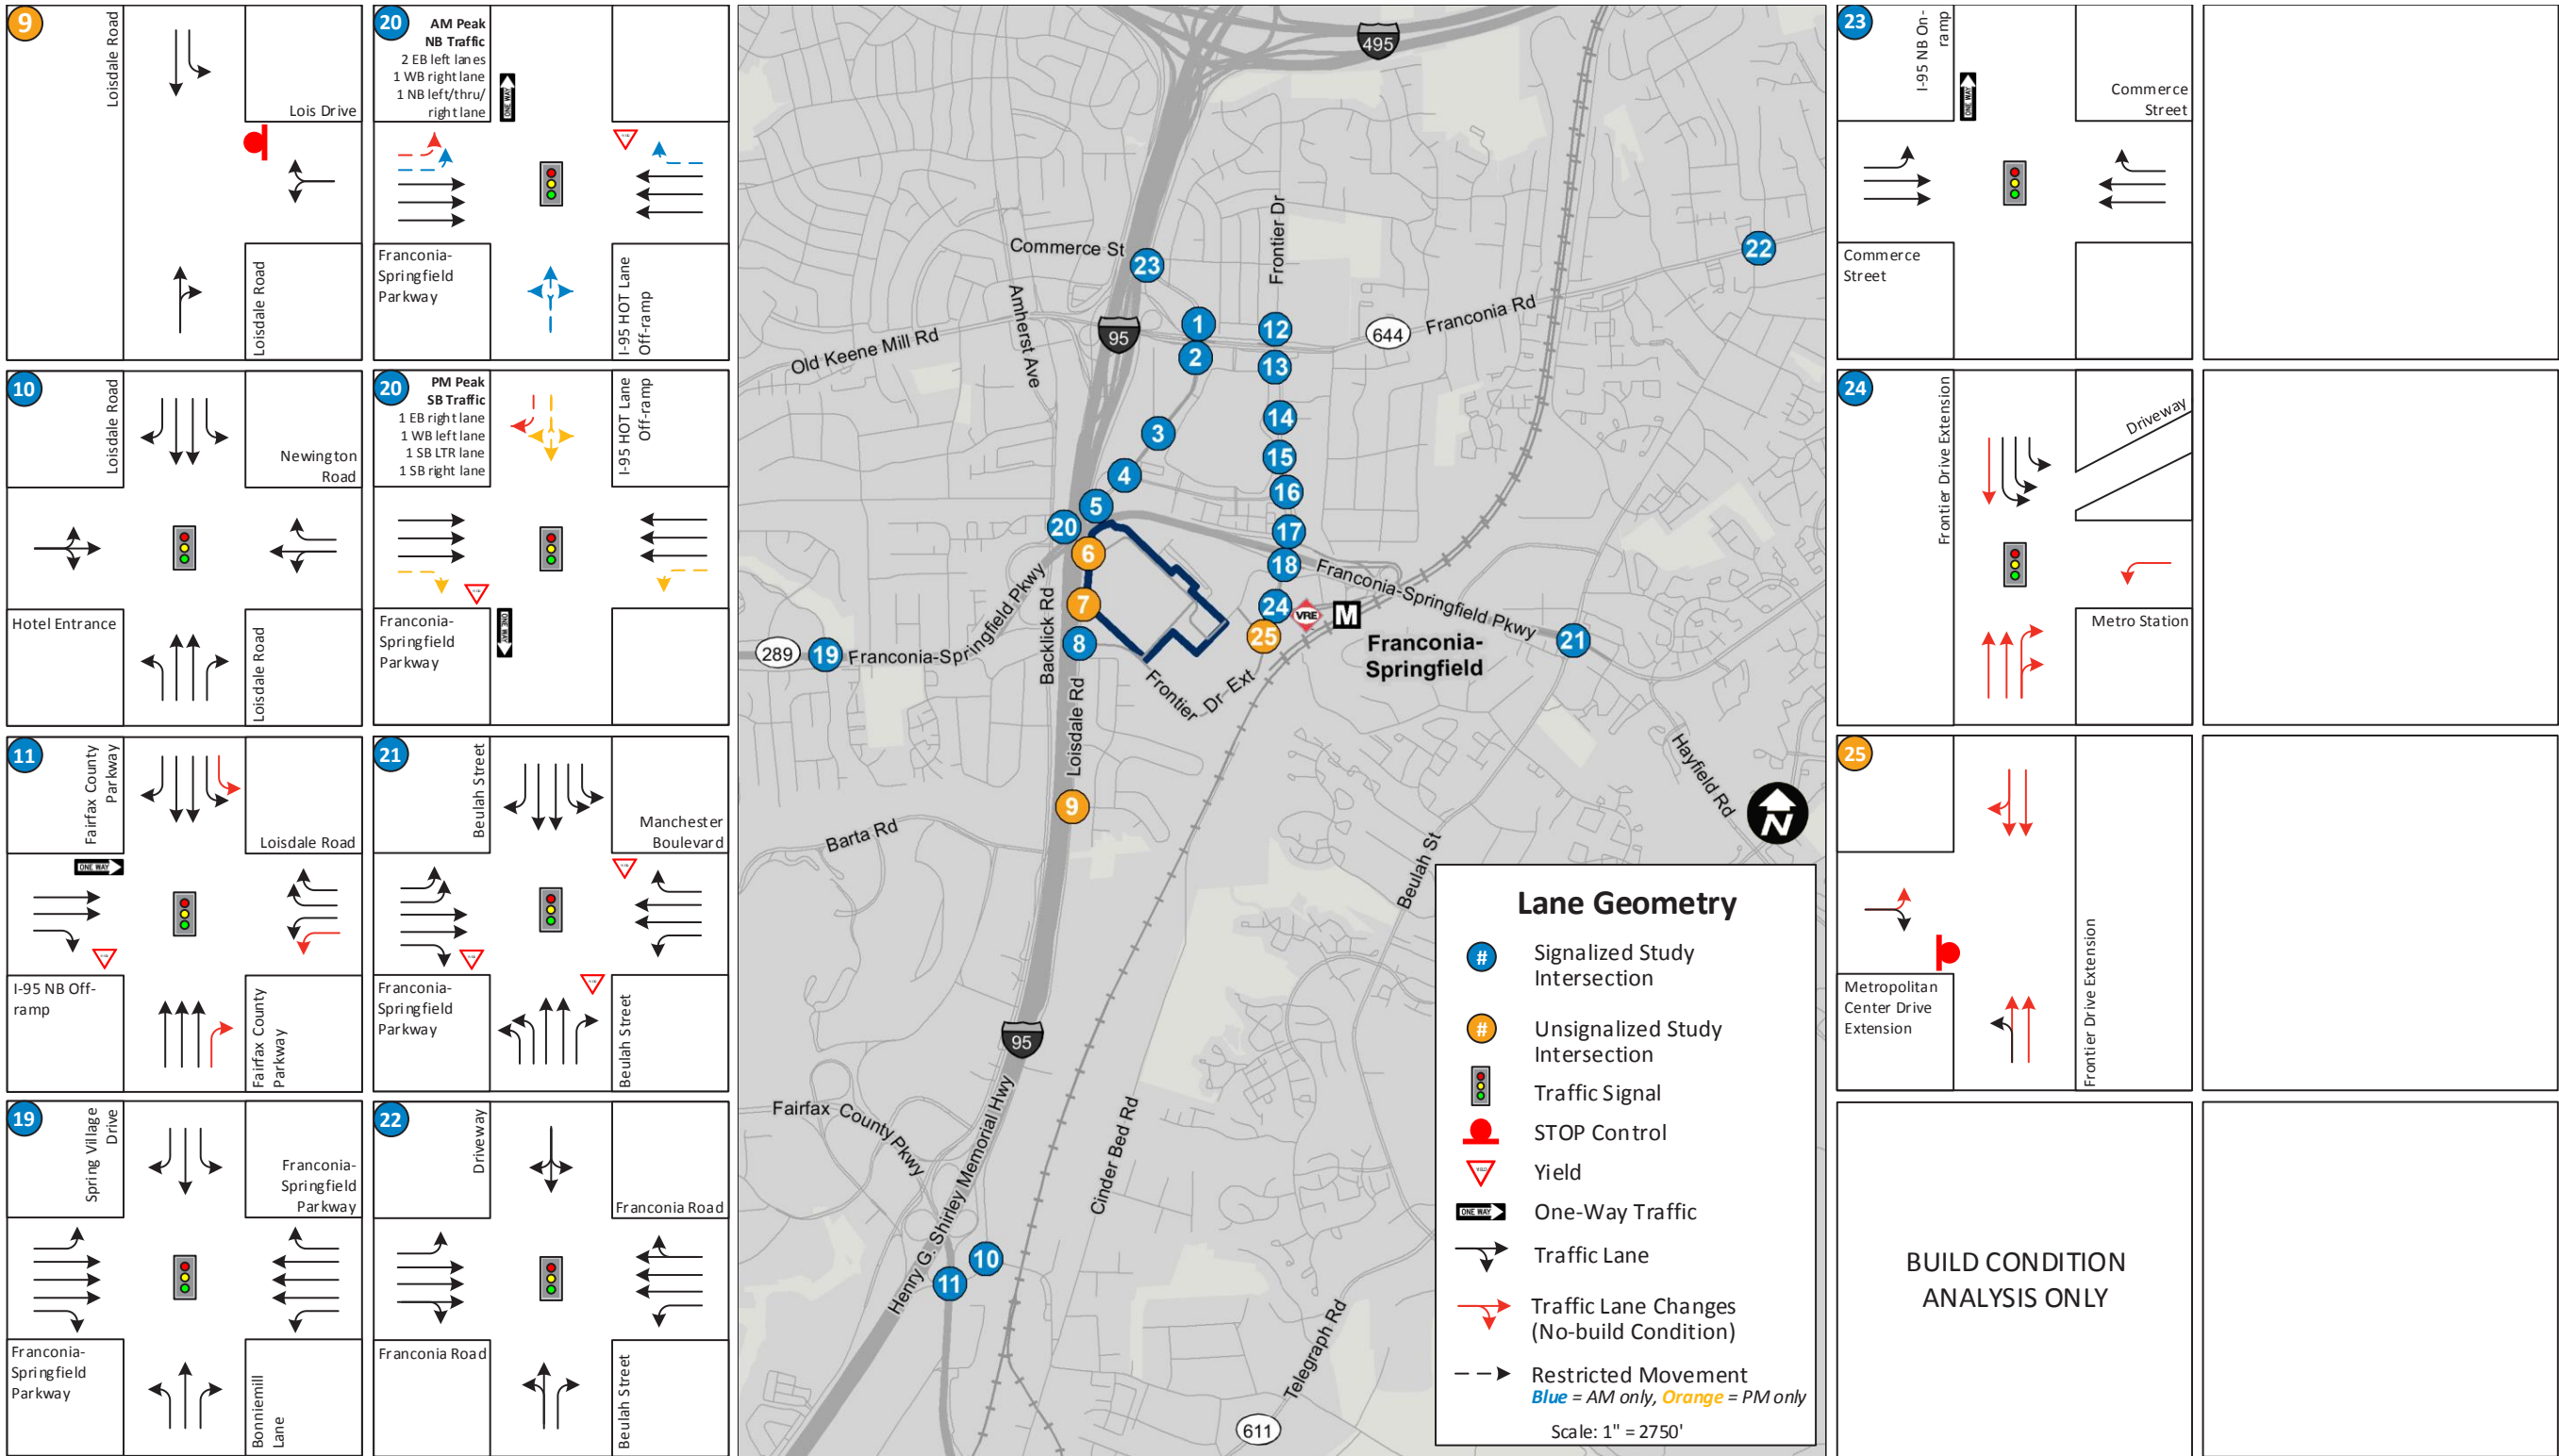 9
Loisdale Road
Lois Drive
Loisdale Road
10
Loisdale Road
Newington
Road
Hotel Entrance
Loisdale Road
11
Fairfax County
Parkway
ONE WAY
Loisdale Road
I-95 NB Off-
ramp
Fairfax County
Parkway
19
Spring Village
Drive
Franconia-
Springfield
Parkway
Franconia-
Springfield
Parkway
Bonniemill
Lane
20
AM Peak
NB Traffic
2 EB left lanes
1 WB right lane
1 NB left/thru/
right lane
ONE WAY
Franconia-
Springfield
Parkway
I-95 HOT Lane
Off-ramp
20
PM Peak
SB Traffic
1 EB right lane
1 WB left lane
1 SB LTR lane
1 SB right lane
I-95 HOT Lane
Off-ramp
Franconia-
Springfield
Parkway
ONE WAY
21
Beulah Street
Manchester
Boulevard
Franconia-
Springfield
Parkway
Beulah Street
22
Driveway
Franconia Road
Franconia Road
Beulah Street
495
Commerce St
23
Frontier Dr
22
Amherst Ave
95
1
12
644
Franconia Rd
Old Keene Mill Rd
2
13
14
3
15
4
16
5
20
17
6
18
Franconia-Springfield Pkwy
7
24
VRE
M
25
Franconia-
Springfield
8
21
289
19
Franconia-Springfield Pkwy
Backlick Rd
Frontier Dr Ext
Loisdale Rd
Hayfield Rd
9
N
Barta Rd
Beulah St
95
Fairfax County Pkwy
Henry G. Shirley Memorial Hwy
Cinder Bed Rd
10
11
Telegraph Rd
611
Lane Geometry
# Signalized Study
Intersection
# Unsignalized Study
Intersection
Traffic Signal
STOP Control
YIELD Yield
ONE WAY One-Way Traffic
Traffic Lane
Traffic Lane Changes
(No-build Condition)
Restricted Movement
Blue = AM only, Orange = PM only
Scale: 1" = 2750'
23
I-95 NB On-
ramp
ONE WAY
Commerce
Street
Commerce
Street
24
Frontier Drive Extension
Driveway
Metro Station
25
Metropolitan
Center Drive
Extension
Frontier Drive Extension
BUILD CONDITION
ANALYSIS ONLY